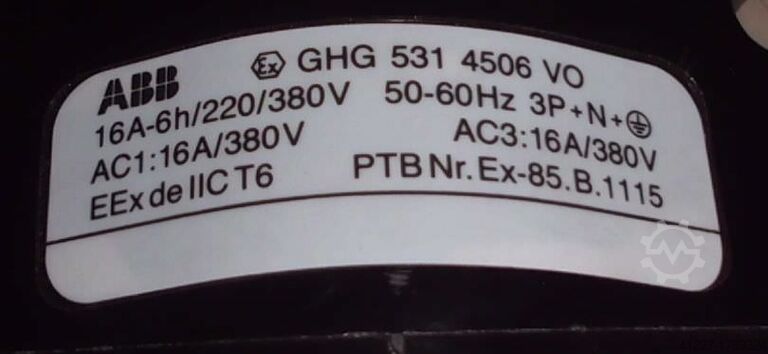 ABB Ex GHG 531 4506 VO
16A-6h/220/380V 50-60Hz 3P+N+⏚
AC1:16A/380V AC3:16A/380V
EEx de IIC T6 PTB Nr. Ex-85.B.1115